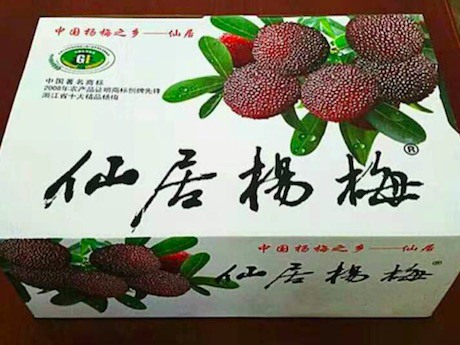 中国杨梅之乡——仙居
Gi
中国著名商标
2008年农产品证明商标创牌先锋
浙江省十大精品杨梅
仙居杨梅®
中国杨梅之乡——仙居
仙居杨梅®